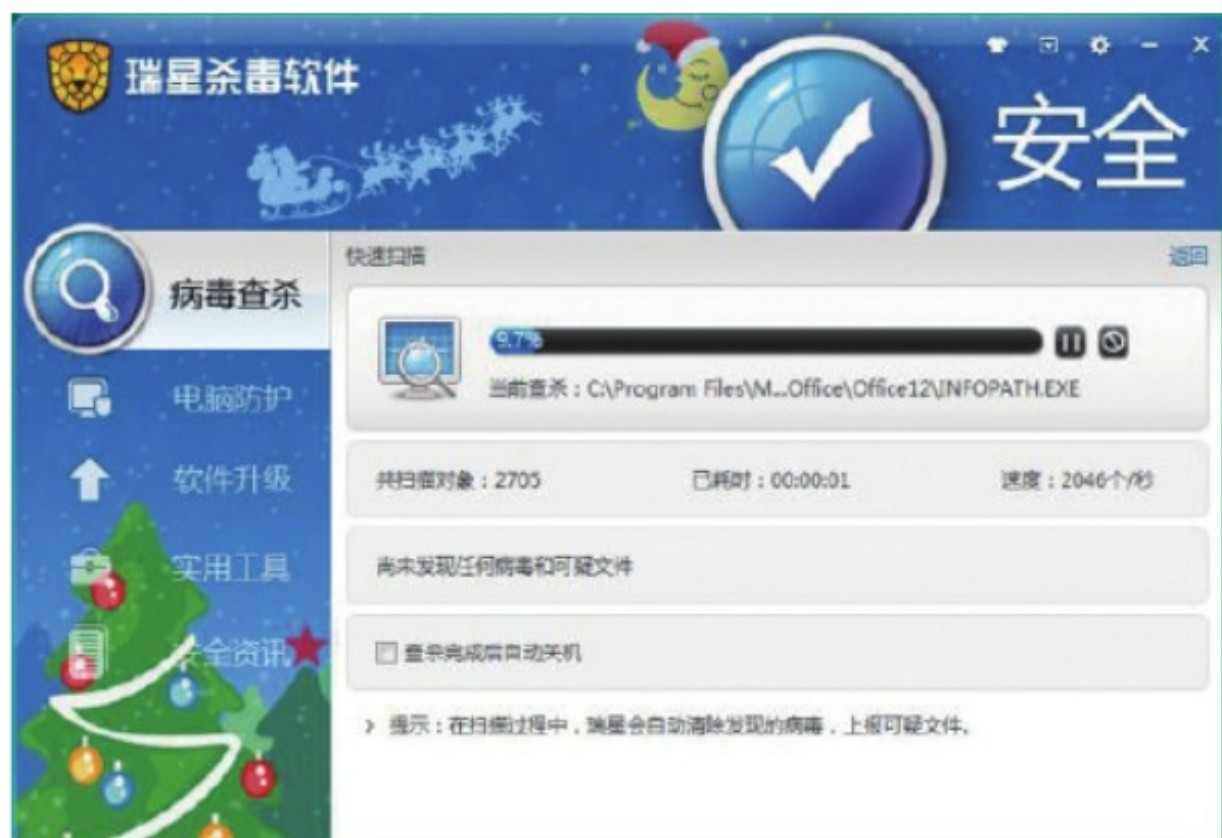 瑞星杀毒软件
安全
病毒查杀
电脑防护
软件升级
实用工具
安全资讯
快速扫描
返回
9.7%
当前查杀：C:\Program Files\M...Office\Office12\INFOPATH.EXE
共扫描对象：2705
已耗时：00:00:01
速度：2046个/秒
尚未发现任何病毒和可疑文件
查杀完成后自动关机
提示：在扫描过程中，瑞星会自动清除发现的病毒，上报可疑文件。